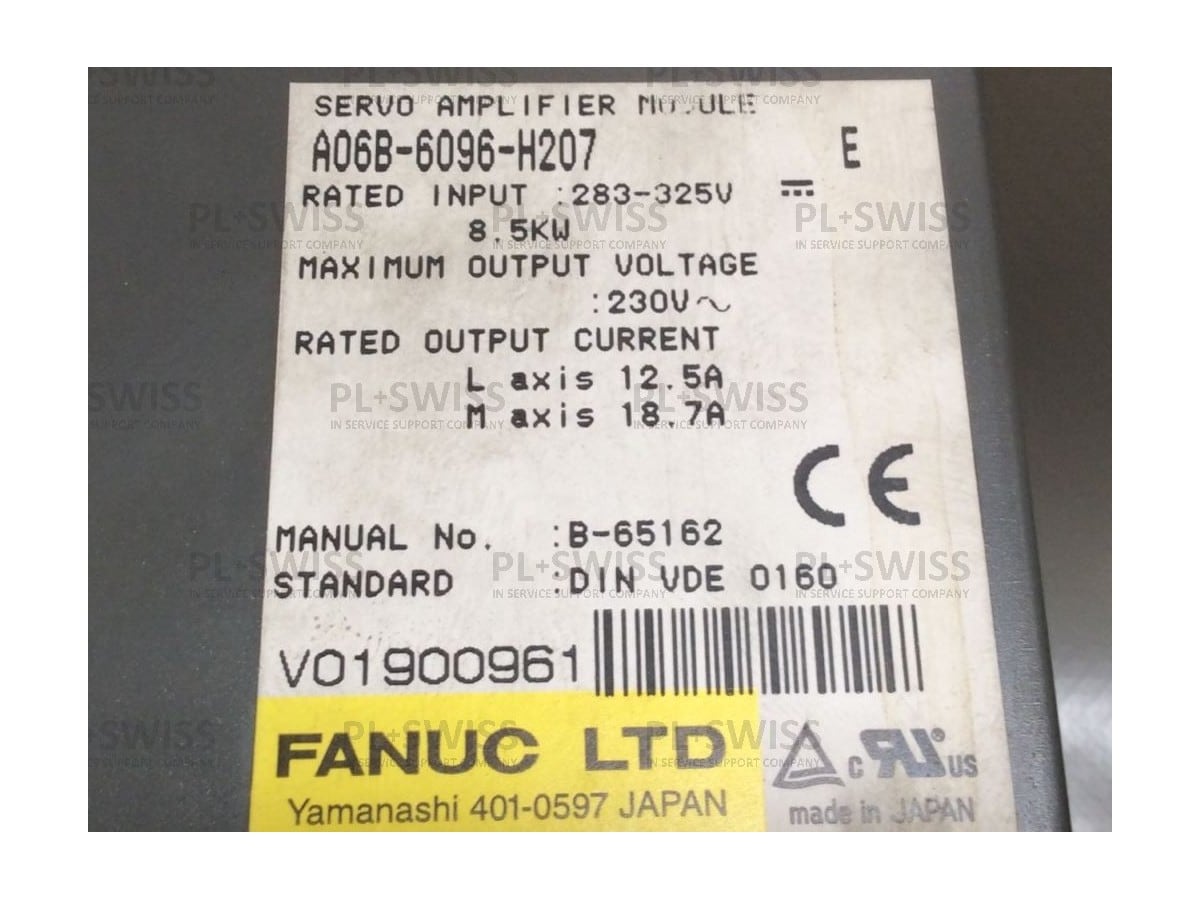 SERVO AMPLIFIER MODULE
A06B-6096-H207 E
RATED INPUT :283-325V
8.5KW
MAXIMUM OUTPUT VOLTAGE
:230V~
RATED OUTPUT CURRENT
L axis 12.5A
M axis 18.7A
CE
MANUAL No. :B-65162
STANDARD :DIN VDE 0160
V01900961
FANUC LTD
Yamanashi 401-0597 JAPAN
c US
made in JAPAN
PL+SWISS
IN SERVICE SUPPORT COMPANY